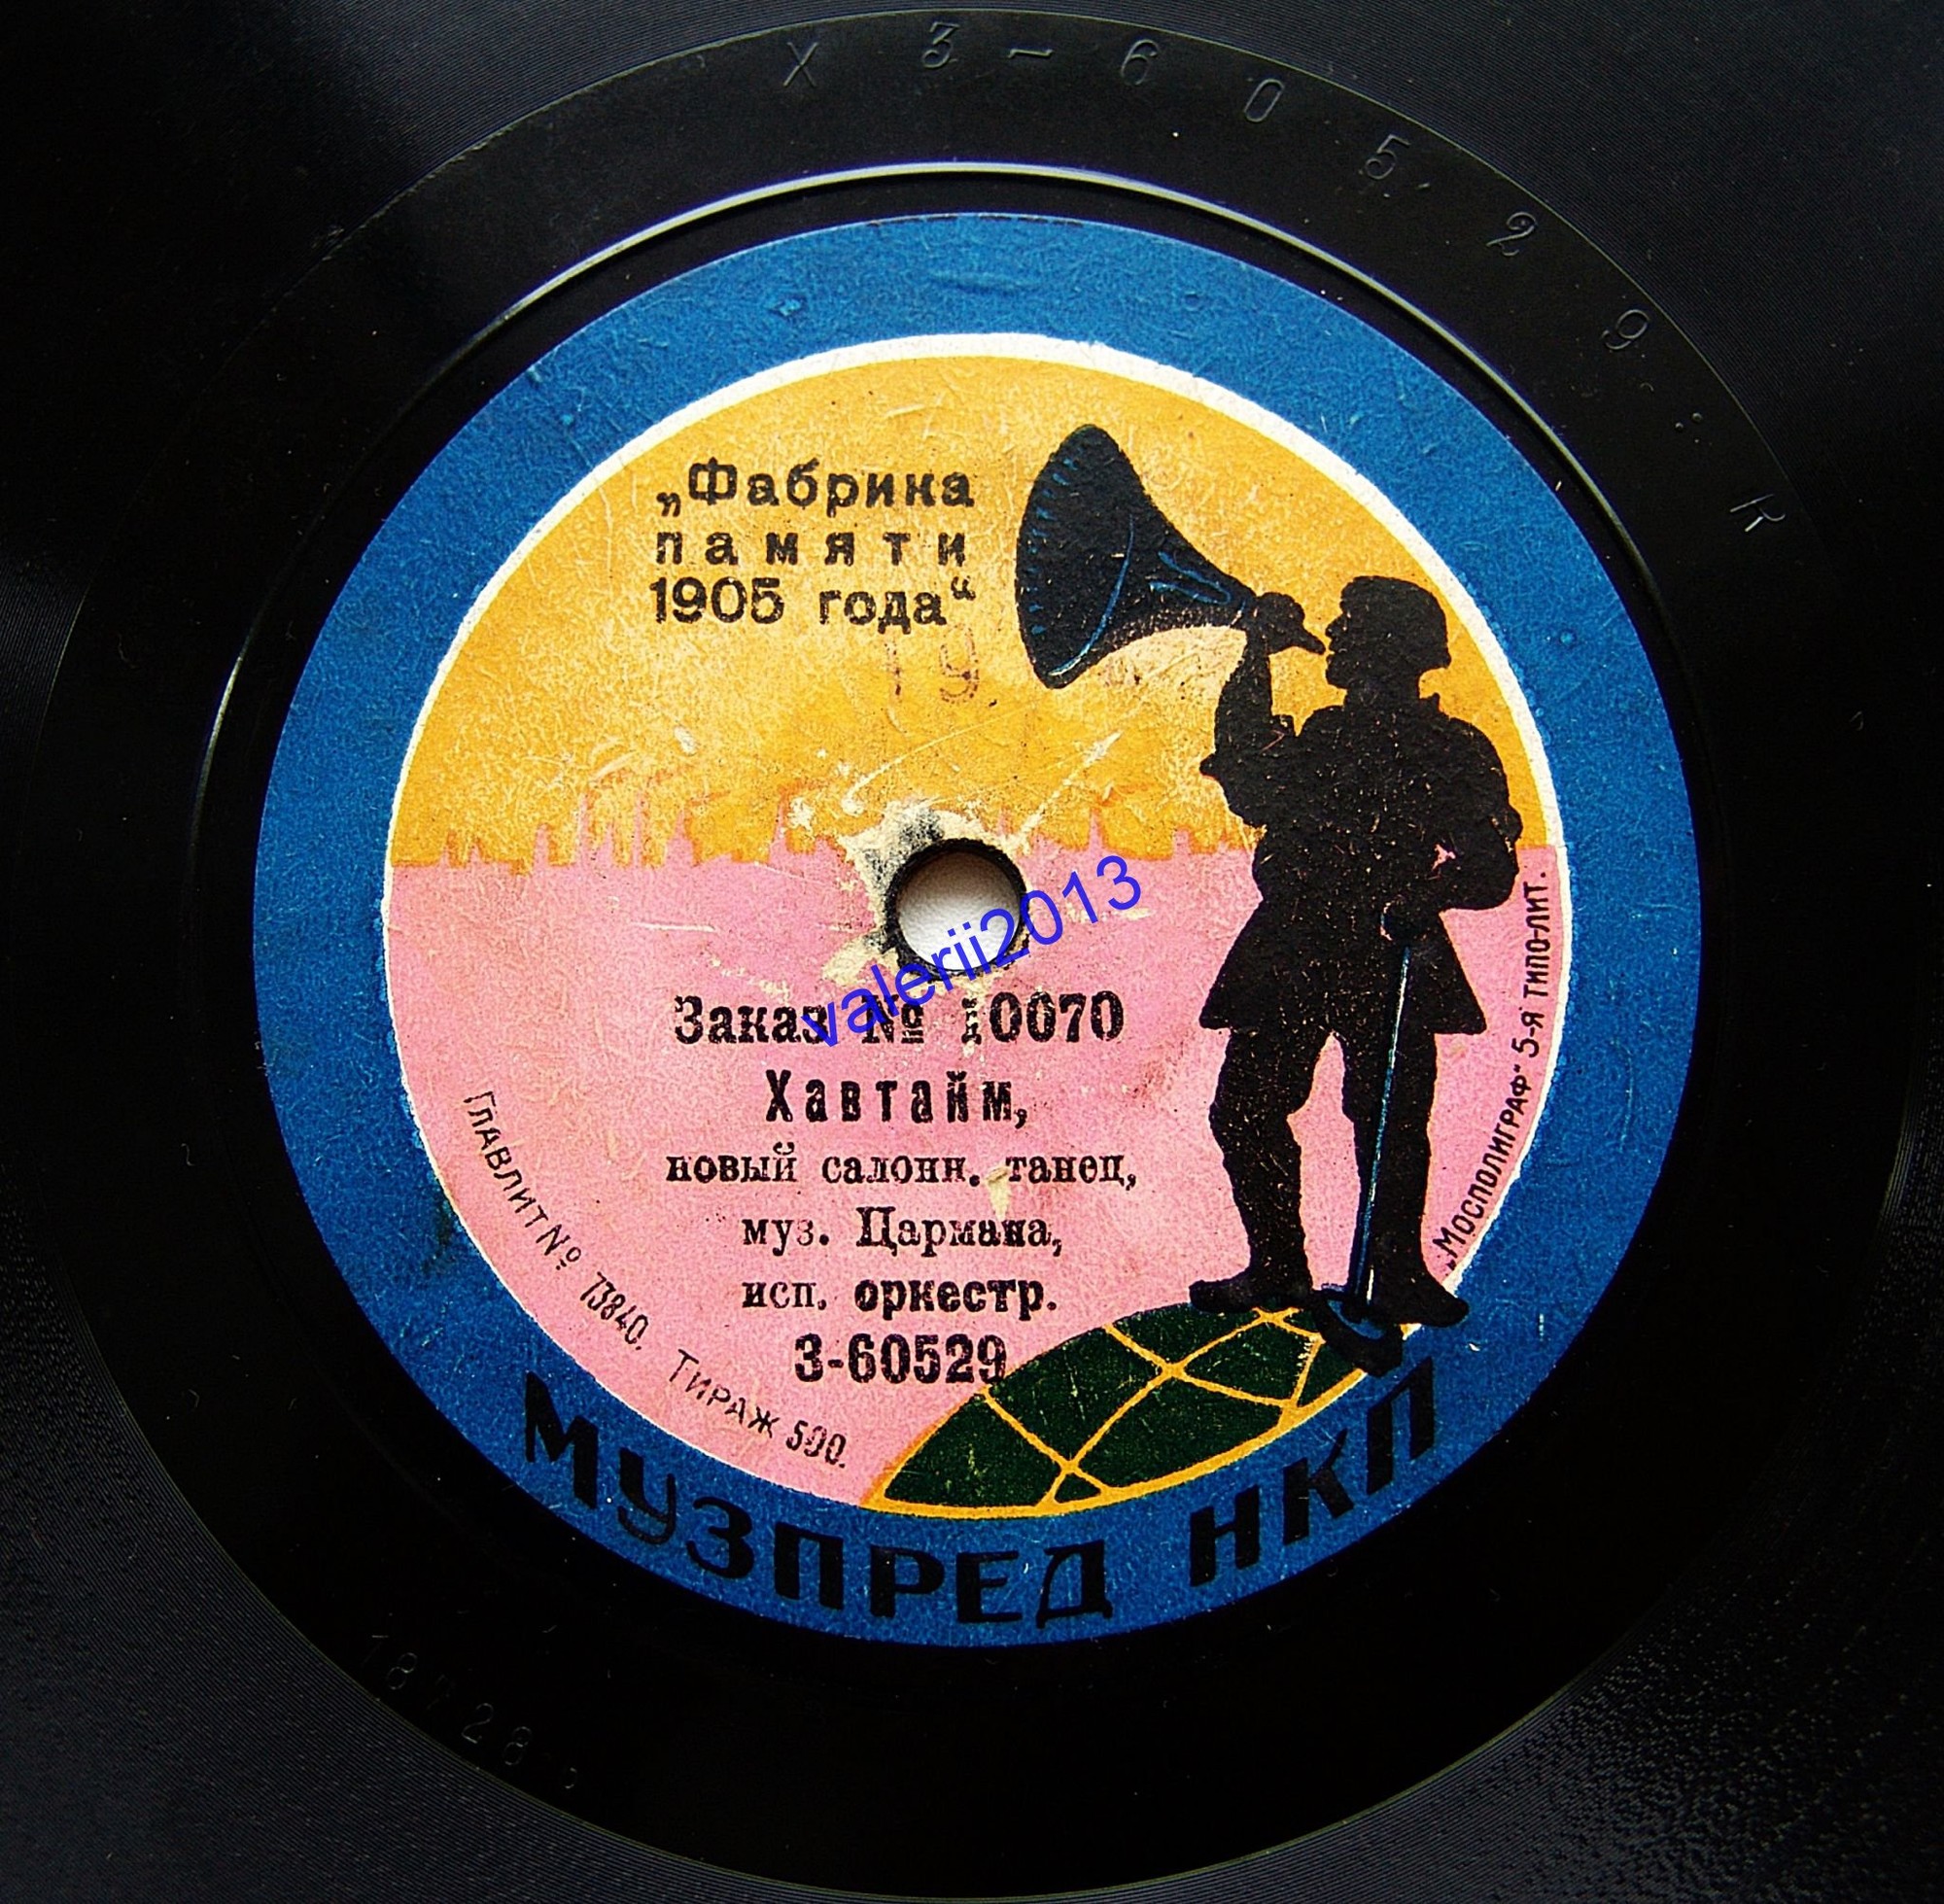 X 3-60529 : К
„Фабрика
памяти
1905 года“
19
valerii2013
Заказ № 10070
Хавтайм,
новый салонн. танец,
муз. Цармана,
исп. оркестр.
3-60529
Главлит № 73840. Тираж 500.
„Мосполиграф“ 5-я типо-лит.
МУЗПРЕД НКП